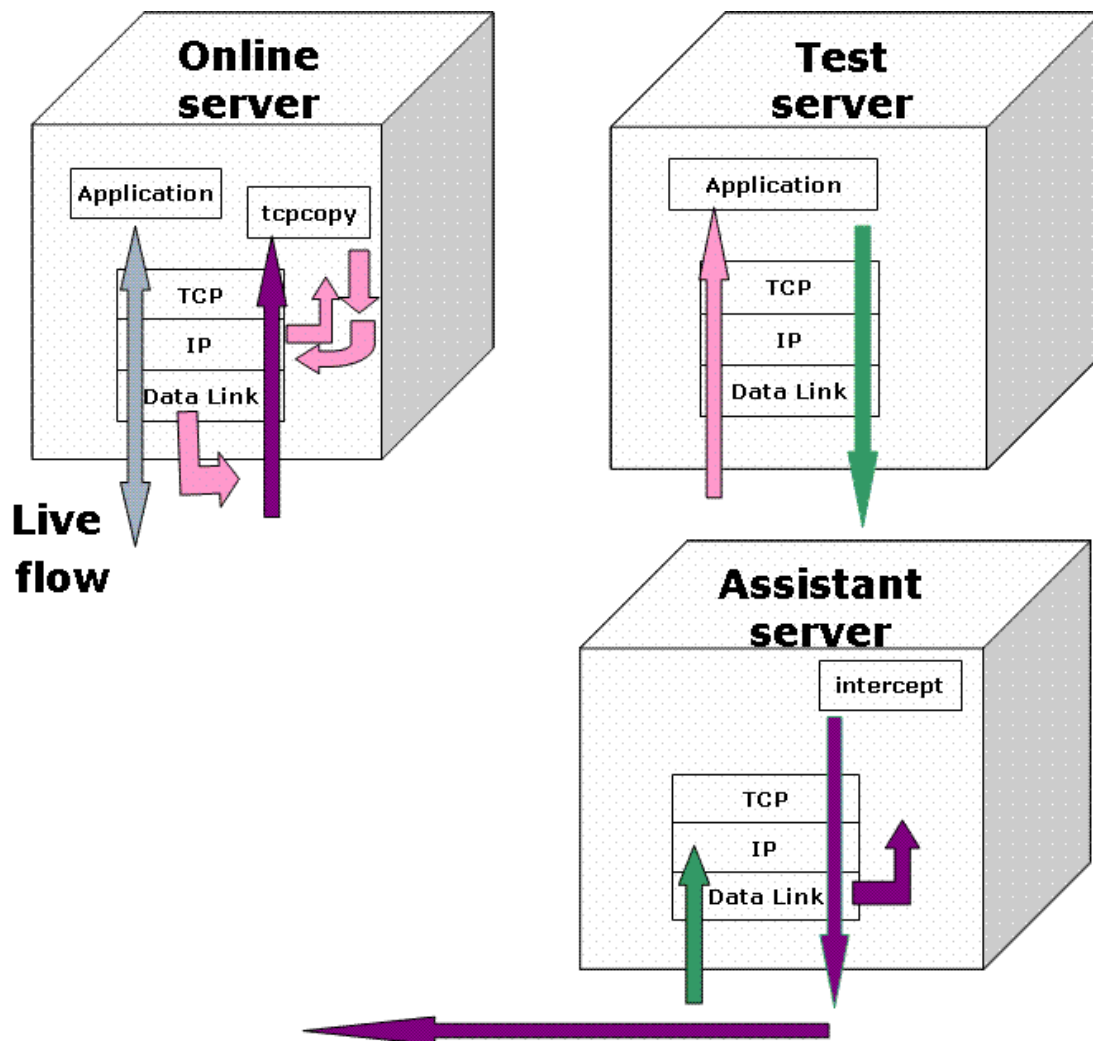 Online
server
Application
tcpcopy
TCP
IP
Data Link
Live
flow
Test
server
Application
TCP
IP
Data Link
Assistant
server
intercept
TCP
IP
Data Link